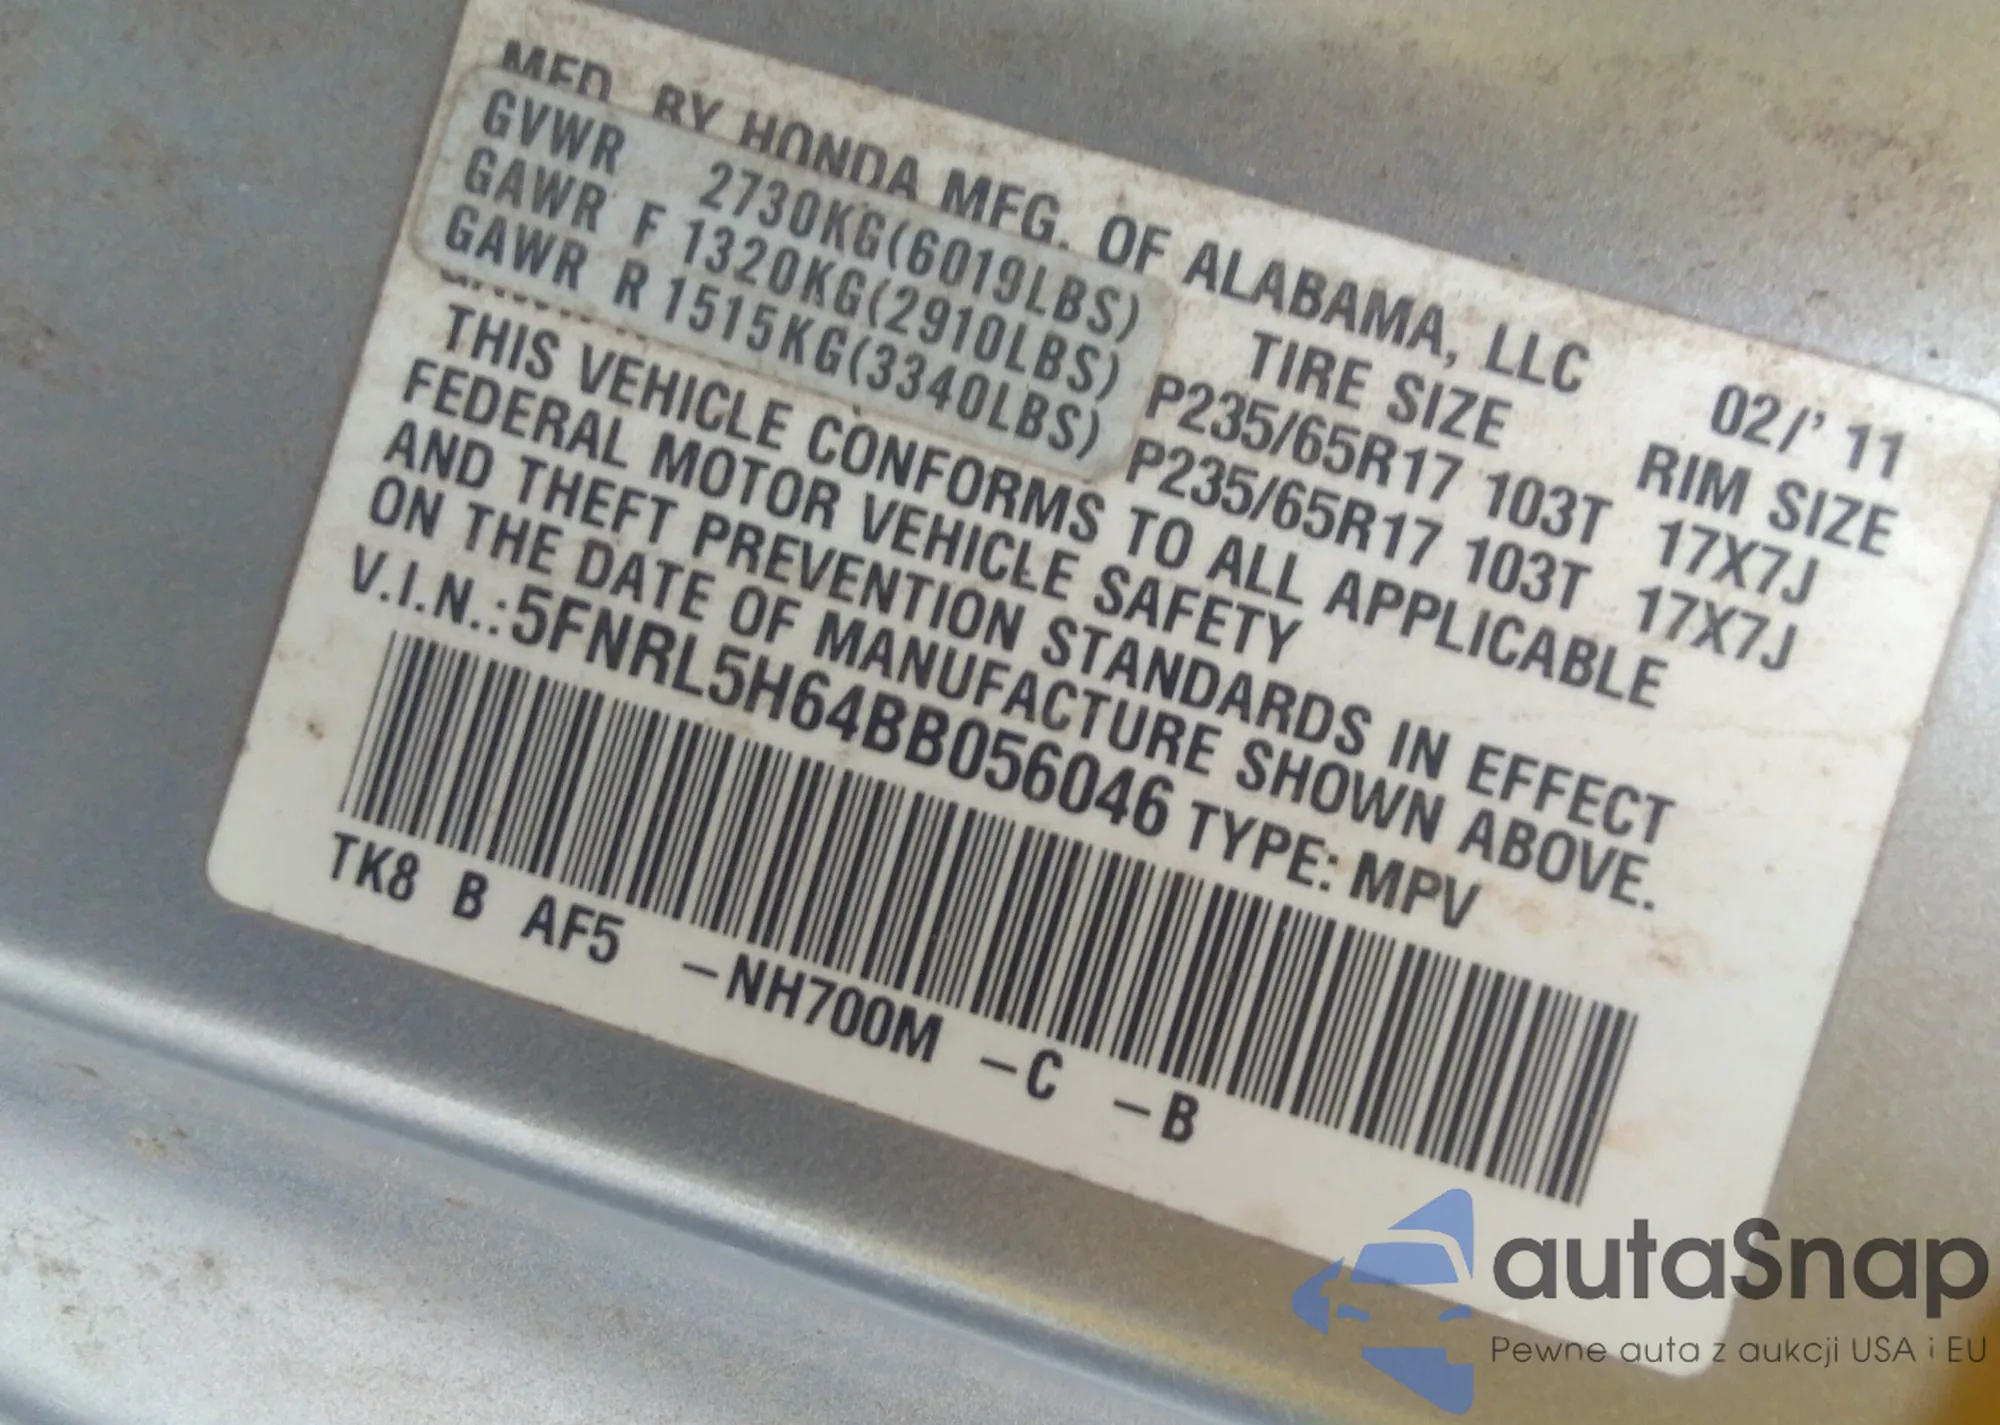 MFD. BY HONDA MFG. OF ALABAMA, LLC 02/'11
GVWR 2730KG(6019LBS) TIRE SIZE RIM SIZE
GAWR F 1320KG(2910LBS) P235/65R17 103T 17X7J
GAWR R 1515KG(3340LBS) P235/65R17 103T 17X7J
THIS VEHICLE CONFORMS TO ALL APPLICABLE
FEDERAL MOTOR VEHICLE SAFETY
AND THEFT PREVENTION STANDARDS IN EFFECT
ON THE DATE OF MANUFACTURE SHOWN ABOVE.
V.I.N.:5FNRL5H64BB056046 TYPE: MPV
TK8 B AF5 -NH700M -C -B
autaSnap
Pewne auta z aukcji USA i EU